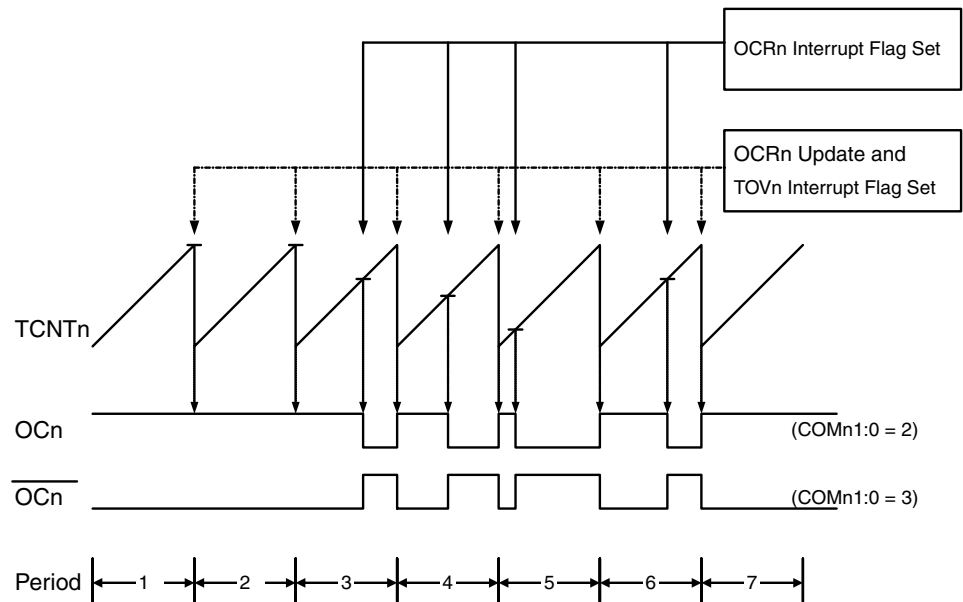 OCRn Interrupt Flag Set
OCRn Update and
TOVn Interrupt Flag Set
TCNTn
OCn
(COMn1:0 = 2)
OCn
(COMn1:0 = 3)
Period
1
2
3
4
5
6
7